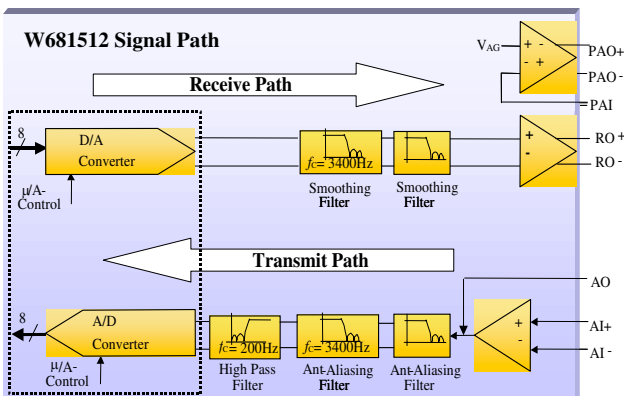 W681512 Signal Path
VAG
+ -
- +
PAO+
PAO-
PAI
Receive Path
8
D/A
Converter
μ/A-
Control
fc= 3400Hz
Smoothing
Filter
Smoothing
Filter
+
-
RO+
RO-
Transmit Path
8
A/D
Converter
μ/A-
Control
fc= 200Hz
High Pass
Filter
fc= 3400Hz
Ant-Aliasing
Filter
Ant-Aliasing
Filter
+
-
AO
AI+
AI-